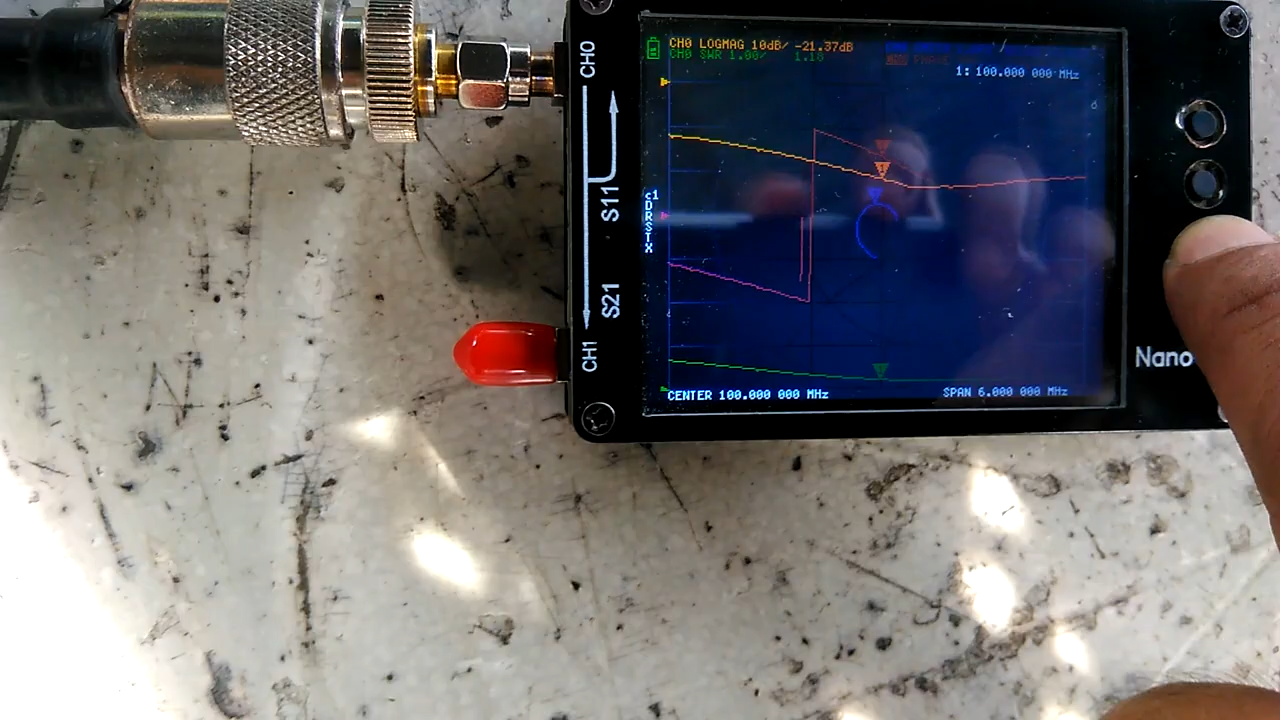 CH0
S11
S21
CH1
CH0 LOGMAG 10dB/ -21.37dB
CH0 SWR 1.00/ 1.18
1: 100.000 000 MHz
C1
D
R
S
T
X
CENTER 100.000 000 MHz
SPAN 6.000 000 MHz
Nano